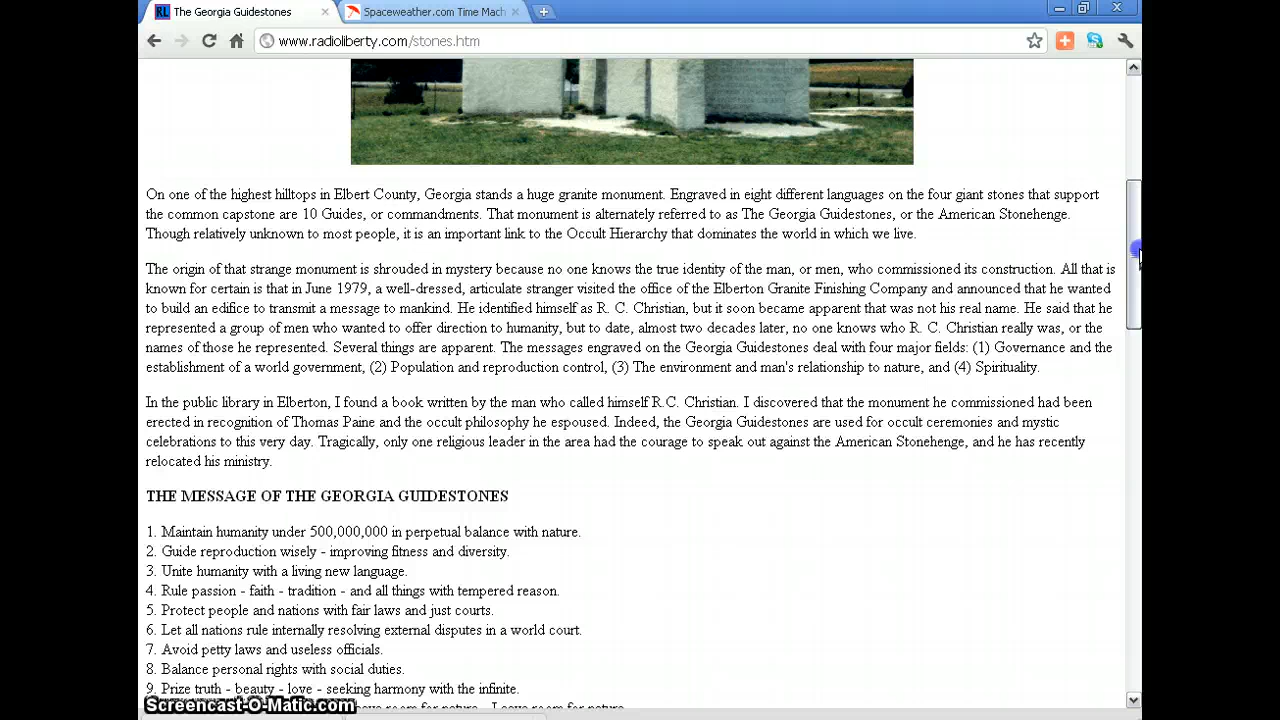 The Georgia Guidestones
Spaceweather.com Time Mach
www.radioliberty.com/stones.htm
On one of the highest hilltops in Elbert County, Georgia stands a huge granite monument. Engraved in eight different languages on the four giant stones that support
the common capstone are 10 Guides, or commandments. That monument is alternately referred to as The Georgia Guidestones, or the American Stonehenge.
Though relatively unknown to most people, it is an important link to the Occult Hierarchy that dominates the world in which we live.
The origin of that strange monument is shrouded in mystery because no one knows the true identity of the man, or men, who commissioned its construction. All that is
known for certain is that in June 1979, a well-dressed, articulate stranger visited the office of the Elberton Granite Finishing Company and announced that he wanted
to build an edifice to transmit a message to mankind. He identified himself as R. C. Christian, but it soon became apparent that was not his real name. He said that he
represented a group of men who wanted to offer direction to humanity, but to date, almost two decades later, no one knows who R. C. Christian really was, or the
names of those he represented. Several things are apparent. The messages engraved on the Georgia Guidestones deal with four major fields: (1) Governance and the
establishment of a world government, (2) Population and reproduction control, (3) The environment and man's relationship to nature, and (4) Spirituality.
In the public library in Elberton, I found a book written by the man who called himself R.C. Christian. I discovered that the monument he commissioned had been
erected in recognition of Thomas Paine and the occult philosophy he espoused. Indeed, the Georgia Guidestones are used for occult ceremonies and mystic
celebrations to this very day. Tragically, only one religious leader in the area had the courage to speak out against the American Stonehenge, and he has recently
relocated his ministry.
THE MESSAGE OF THE GEORGIA GUIDESTONES
1. Maintain humanity under 500,000,000 in perpetual balance with nature.
2. Guide reproduction wisely - improving fitness and diversity.
3. Unite humanity with a living new language.
4. Rule passion - faith - tradition - and all things with tempered reason.
5. Protect people and nations with fair laws and just courts.
6. Let all nations rule internally resolving external disputes in a world court.
7. Avoid petty laws and useless officials.
8. Balance personal rights with social duties.
9. Prize truth - beauty - love - seeking harmony with the infinite.
Screencast-O-Matic.com